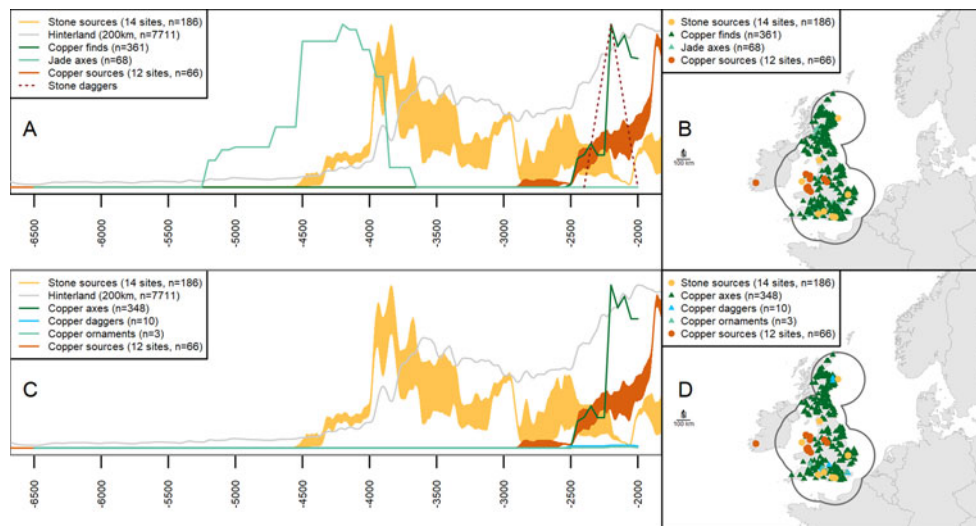 Stone sources (14 sites, n=186)
Hinterland (200km, n=7711)
Copper finds (n=361)
Jade axes (n=68)
Copper sources (12 sites, n=66)
Stone daggers
A
-6500
-6000
-5500
-5000
-4500
-4000
-3500
-3000
-2500
-2000
Stone sources (14 sites, n=186)
Copper finds (n=361)
Jade axes (n=68)
Copper sources (12 sites, n=66)
B
100 km
Stone sources (14 sites, n=186)
Hinterland (200km, n=7711)
Copper axes (n=348)
Copper daggers (n=10)
Copper ornaments (n=3)
Copper sources (12 sites, n=66)
C
-6500
-6000
-5500
-5000
-4500
-4000
-3500
-3000
-2500
-2000
Stone sources (14 sites, n=186)
Copper axes (n=348)
Copper daggers (n=10)
Copper ornaments (n=3)
Copper sources (12 sites, n=66)
D
100 km